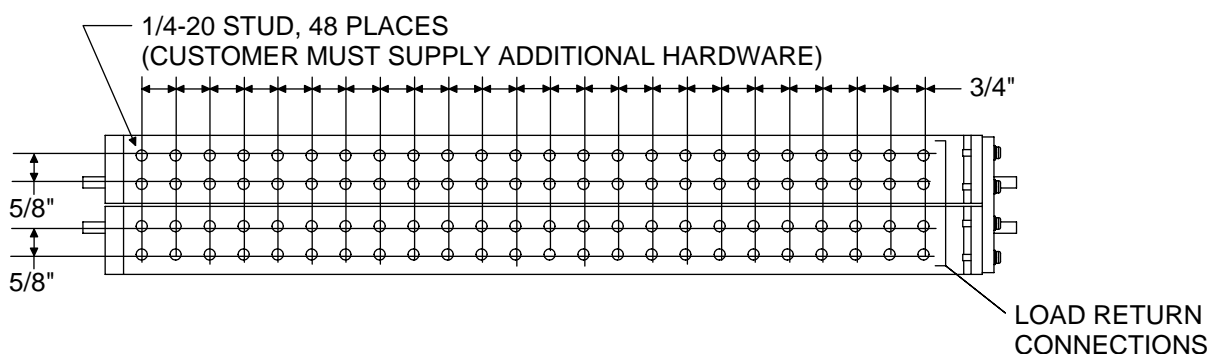 1/4-20 STUD, 48 PLACES
(CUSTOMER MUST SUPPLY ADDITIONAL HARDWARE)
3/4"
5/8"
5/8"
LOAD RETURN
CONNECTIONS